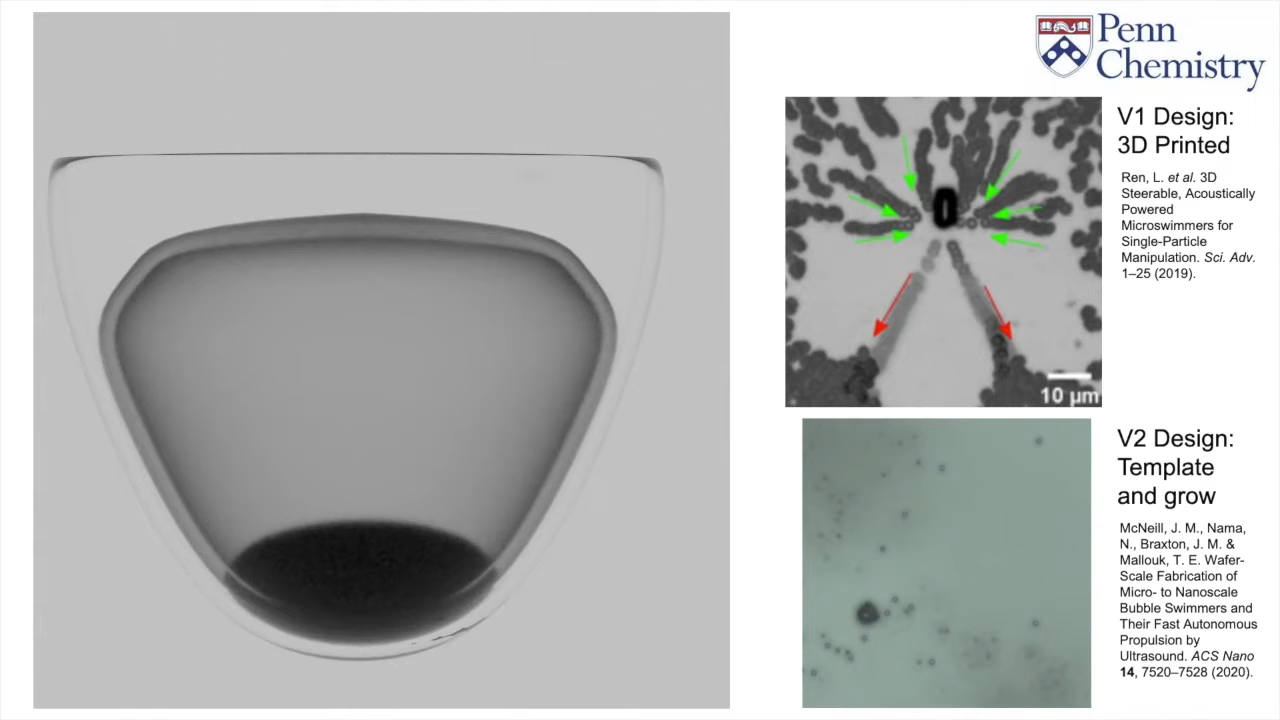 Penn
Chemistry
V1 Design:
3D Printed
Ren, L. et al. 3D
Steerable, Acoustically
Powered
Microswimmers for
Single-Particle
Manipulation. Sci. Adv.
1–25 (2019).
10 µm
V2 Design:
Template
and grow
McNeill, J. M., Nama,
N., Braxton, J. M. &
Mallouk, T. E. Wafer-
Scale Fabrication of
Micro- to Nanoscale
Bubble Swimmers and
Their Fast Autonomous
Propulsion by
Ultrasound. ACS Nano
14, 7520–7528 (2020).